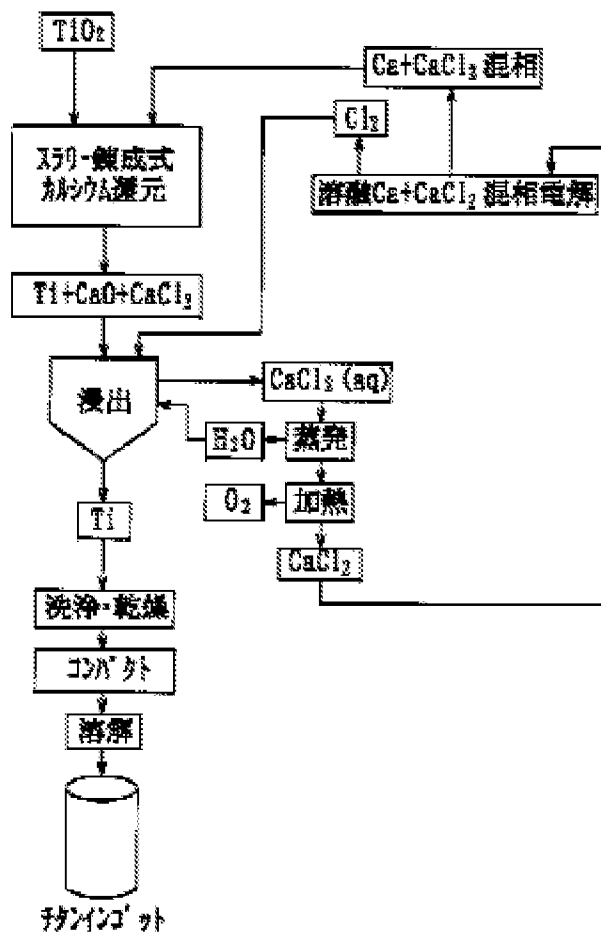 TiO₂
Ca+CaCl₂ 混相
Cl₂
スラリー錬成式
カルシウム還元
溶融Ca+CaCl₂ 混相電解
Ti+CaO+CaCl₂
浸出
CaCl₂ (aq)
H₂O
蒸発
O₂
加熱
Ti
CaCl₂
洗浄・乾燥
コンパクト
溶解
チタンインゴット